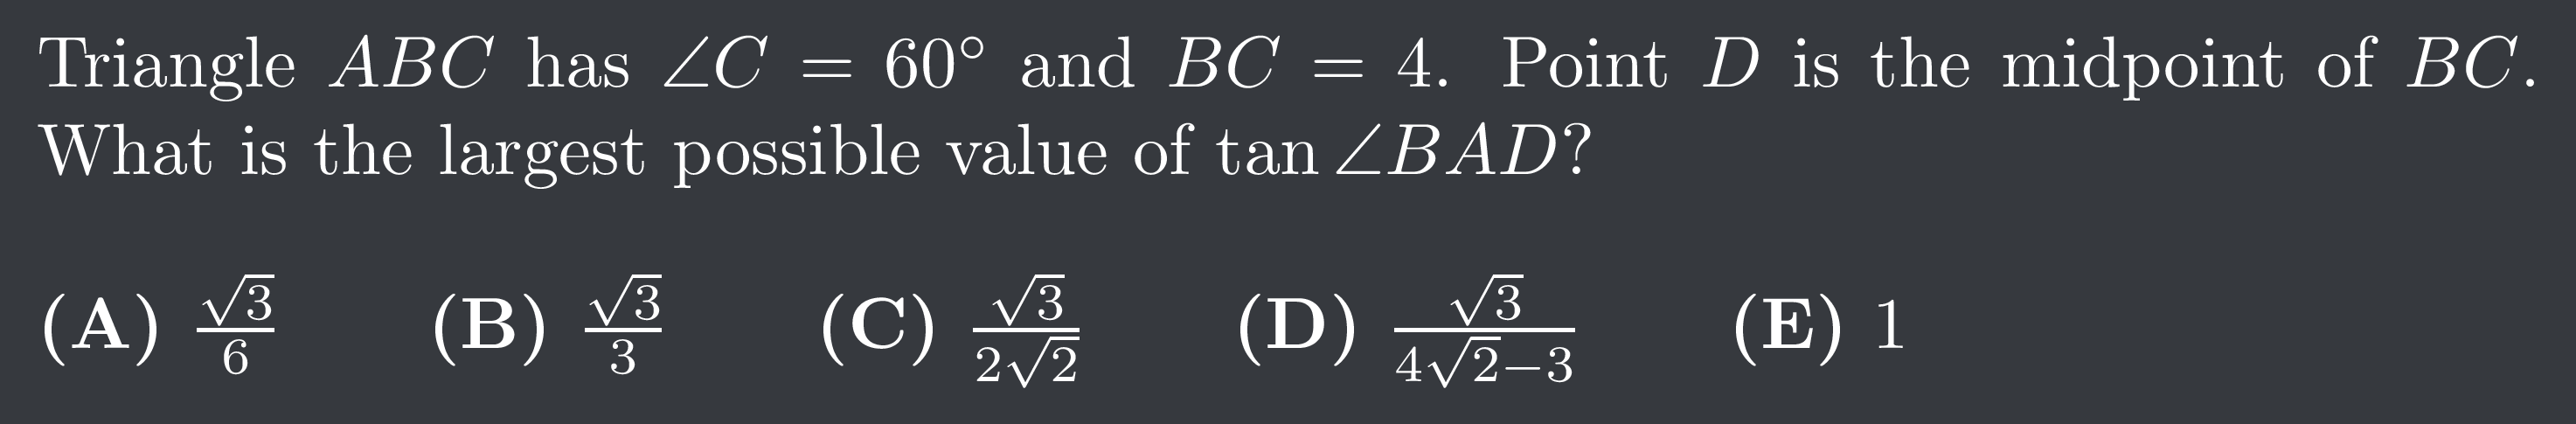 Triangle ABC has ∠C = 60° and BC = 4. Point D is the midpoint of BC.
What is the largest possible value of tan ∠BAD?
(A) √3/6 (B) √3/3 (C) √3/(2√2) (D) √3/(4√2−3) (E) 1